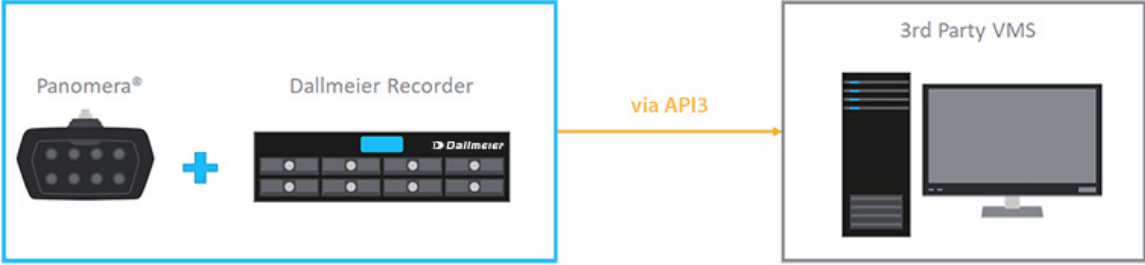 3rd Party VMS
Panomera®
Dallmeier Recorder
via API3
Dallmeier